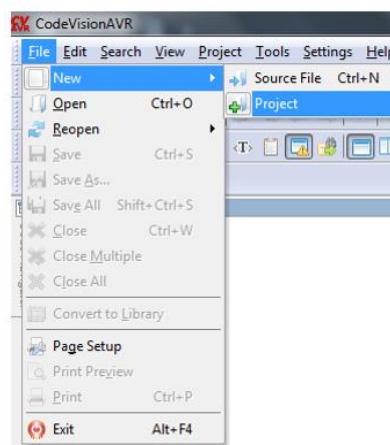 CodeVisionAVR
File Edit Search View Project Tools Settings Help
New
Source File Ctrl+N
Project
Open Ctrl+O
Reopen
Save Ctrl+S
Save As...
Save All Shift+Ctrl+S
Close Ctrl+W
Close Multiple
Close All
Convert to Library
Page Setup
Print Preview
Print Ctrl+P
Exit Alt+F4